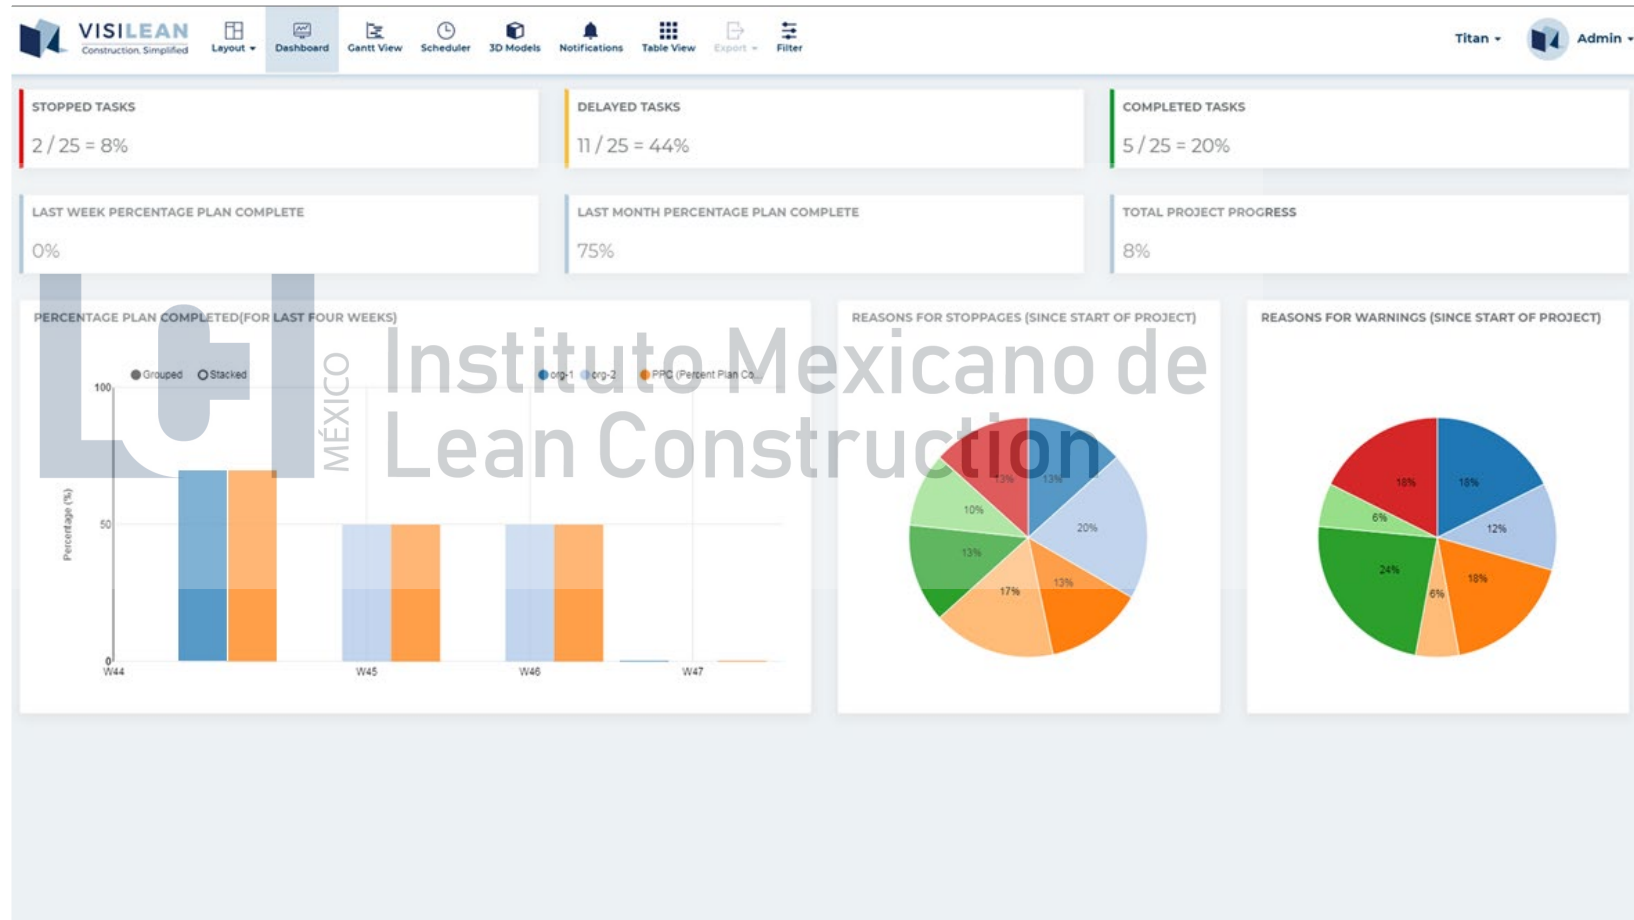 VISILEAN
Construction. Simplified
Layout
Dashboard
Gantt View
Scheduler
3D Models
Notifications
Table View
Export
Filter
Titan
Admin
STOPPED TASKS
2 / 25 = 8%
DELAYED TASKS
11 / 25 = 44%
COMPLETED TASKS
5 / 25 = 20%
LAST WEEK PERCENTAGE PLAN COMPLETE
0%
LAST MONTH PERCENTAGE PLAN COMPLETE
75%
TOTAL PROJECT PROGRESS
8%
PERCENTAGE PLAN COMPLETED(FOR LAST FOUR WEEKS)
Grouped
Stacked
org-1
org-2
PPC (Percent Plan Co...
Percentage (%)
100
50
0
W44
W45
W46
W47
REASONS FOR STOPPAGES (SINCE START OF PROJECT)
13%
13%
20%
13%
17%
13%
10%
REASONS FOR WARNINGS (SINCE START OF PROJECT)
18%
18%
12%
18%
6%
24%
6%
LCI
MÉXICO
Instituto Mexicano de
Lean Construction